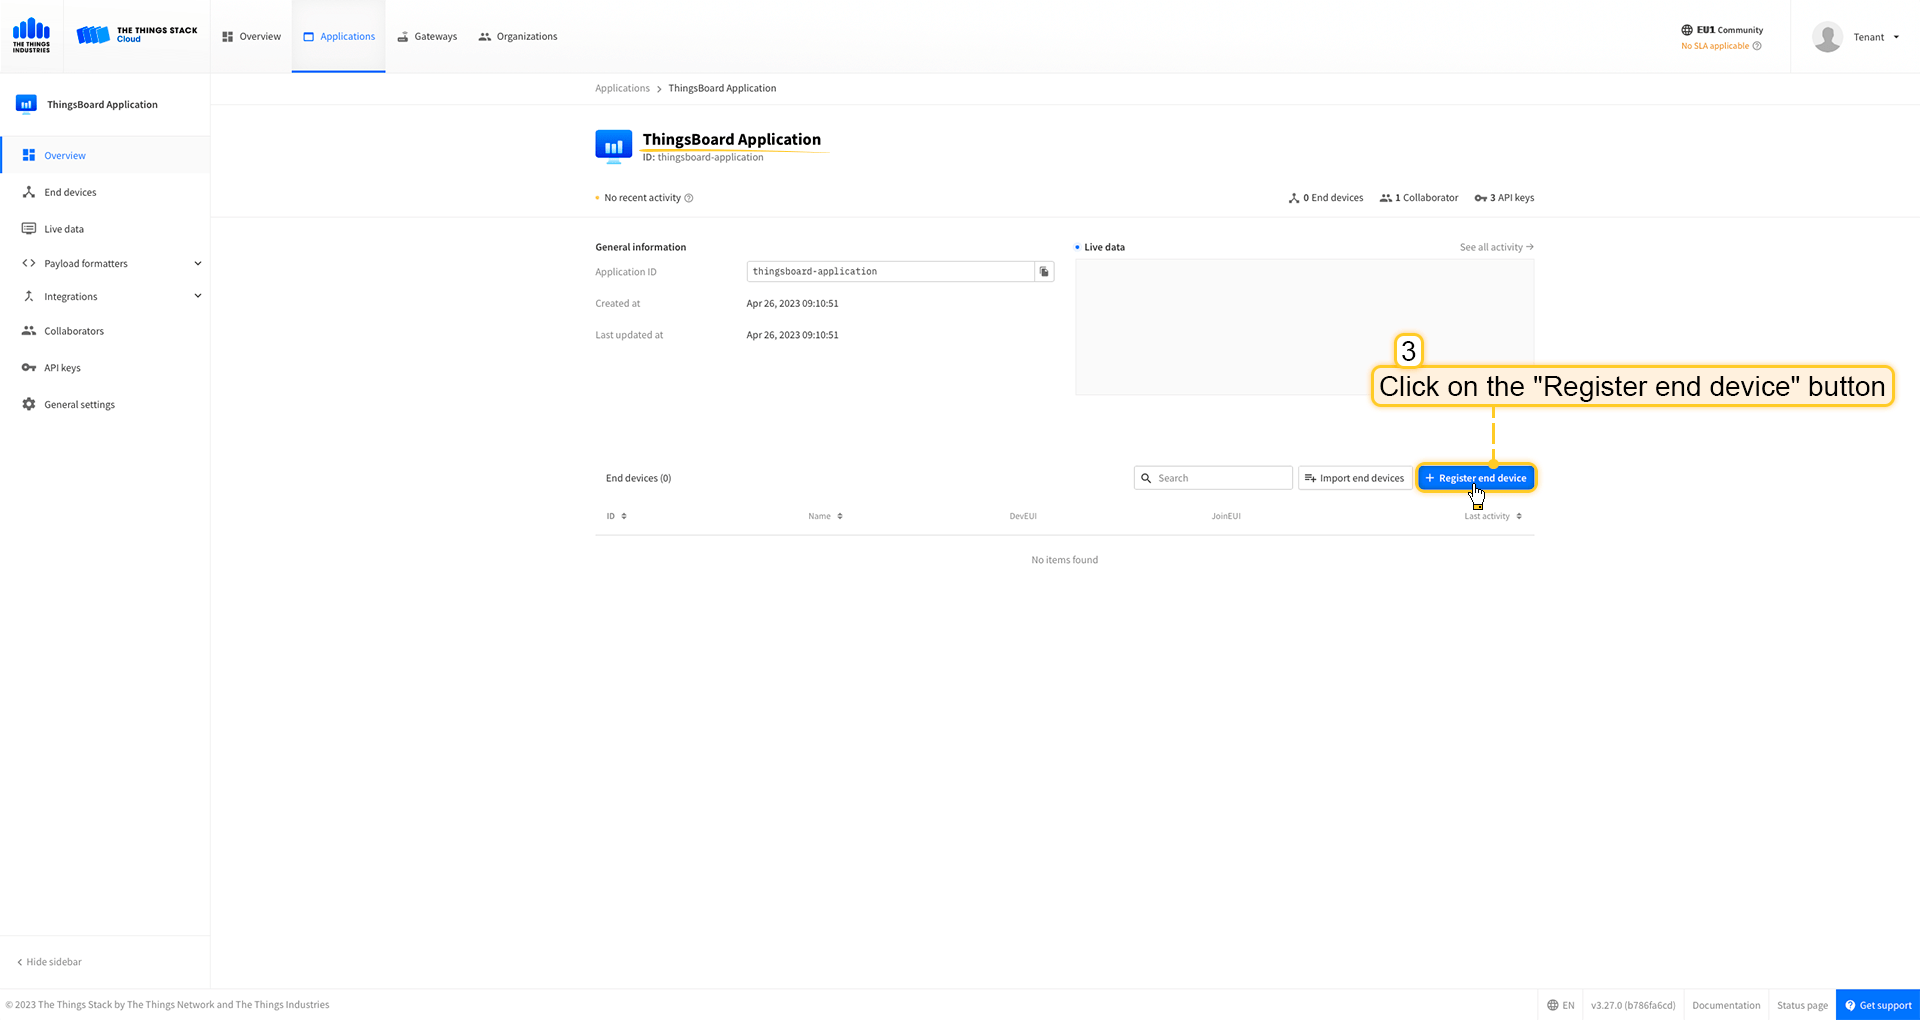 THE THINGS
INDUSTRIES
THE THINGS STACK
Cloud
Overview
Applications
Gateways
Organizations
EU1 Community
No SLA applicable
Tenant
ThingsBoard Application
Overview
End devices
Live data
Payload formatters
Integrations
Collaborators
API keys
General settings
Hide sidebar
Applications > ThingsBoard Application
ThingsBoard Application
ID: thingsboard-application
No recent activity
0 End devices
1 Collaborator
3 API keys
General information
Application ID
thingsboard-application
Created at
Apr 26, 2023 09:10:51
Last updated at
Apr 26, 2023 09:10:51
Live data
See all activity →
3
Click on the "Register end device" button
End devices (0)
Search
Import end devices
+ Register end device
ID
Name
DevEUI
JoinEUI
Last activity
No items found
© 2023 The Things Stack by The Things Network and The Things Industries
EN
v3.27.0 (b786fa6cd)
Documentation
Status page
Get support